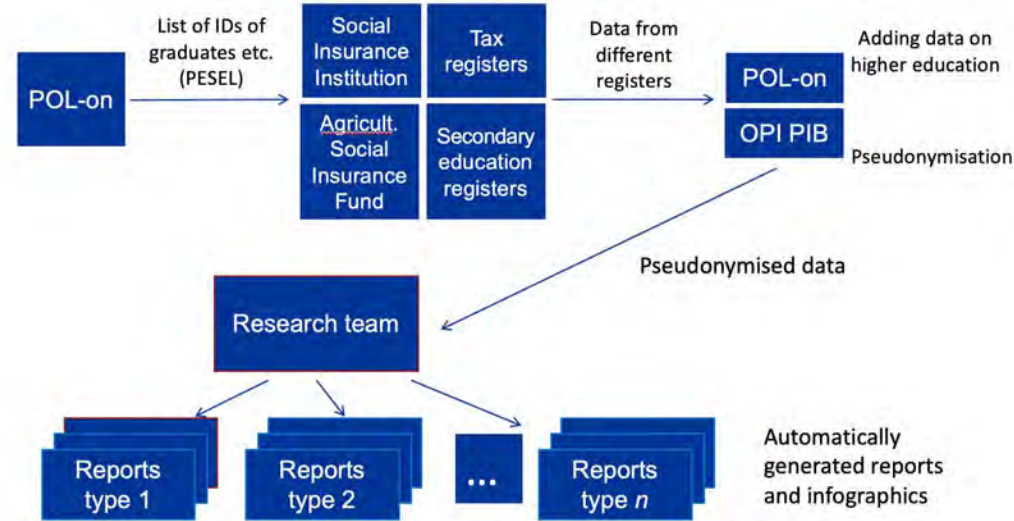 POL-on
List of IDs of
graduates etc.
(PESEL)
Social
Insurance
Institution
Tax
registers
Agricult.
Social
Insurance
Fund
Secondary
education
registers
Data from
different
registers
POL-on
OPI PIB
Adding data on
higher education
Pseudonymisation
Pseudonymised data
Research team
Reports
type 1
Reports
type 2
...
Reports
type n
Automatically
generated reports
and infographics